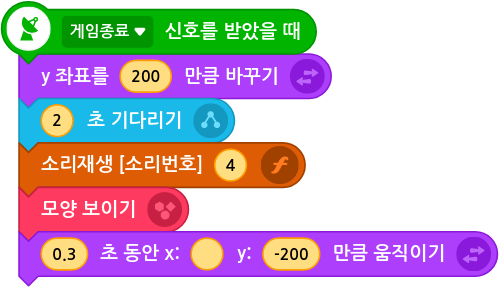 게임종료 ▼ 신호를 받았을 때
y 좌표를 200 만큼 바꾸기
2 초 기다리기
소리재생 [소리번호] 4
모양 보이기
0.3 초 동안 x: y: -200 만큼 움직이기